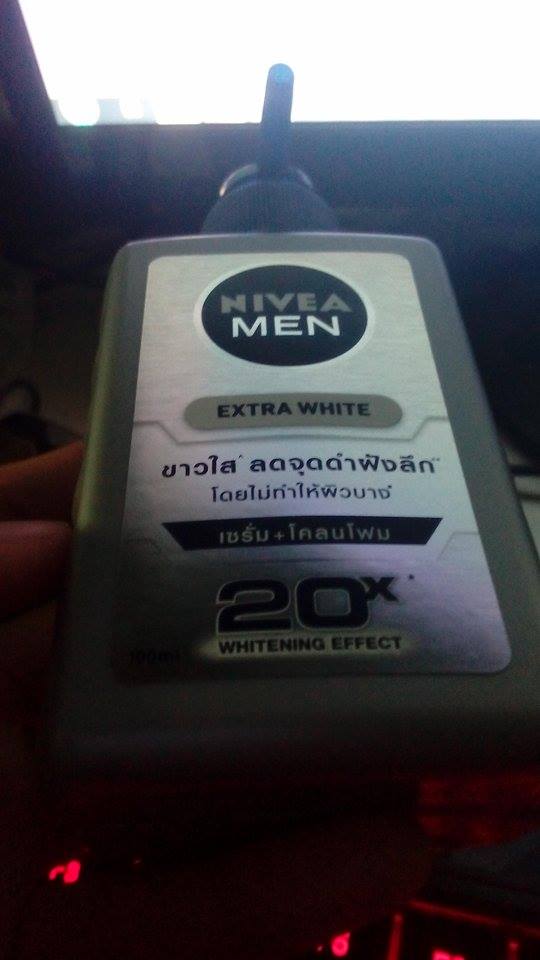 NIVEA
MEN
EXTRA WHITE
ขาวใส* ลดจุดดำฝังลึก**
โดยไม่ทำให้ผิวบาง*
เซรั่ม+โคลนโฟม
20X*
WHITENING EFFECT
100ml